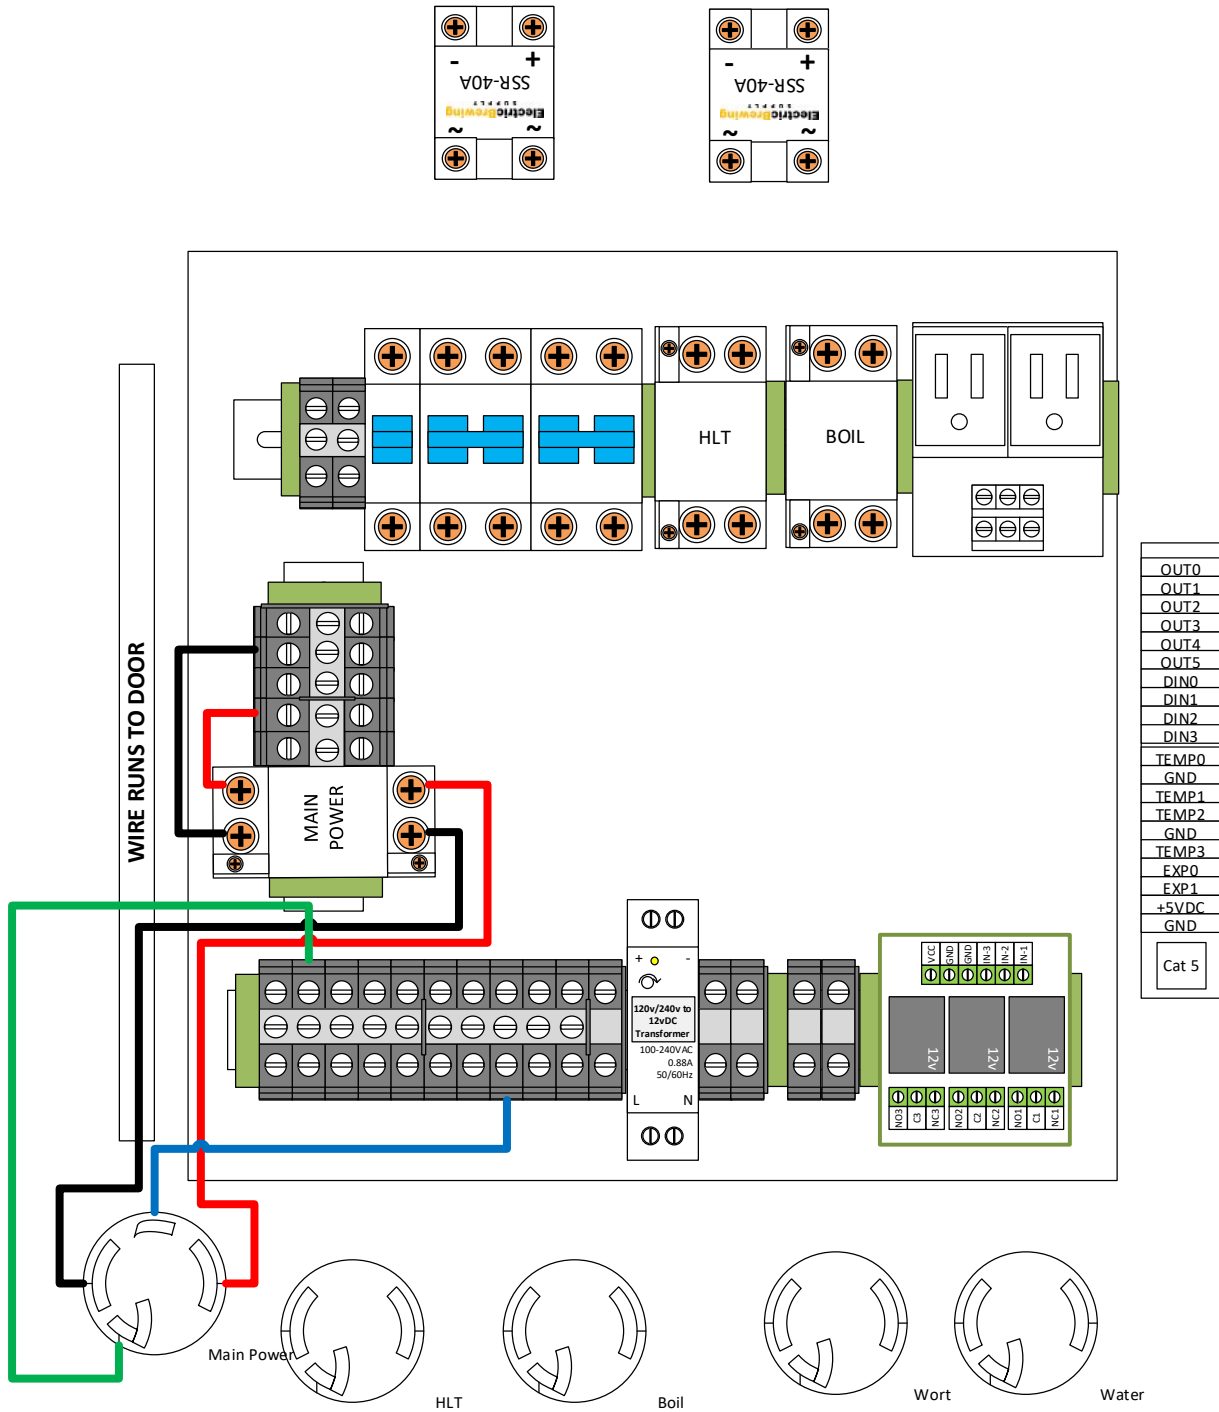 - +
SSR-40A
SUPPLY
ElectricBrewing
~ ~
- +
SSR-40A
SUPPLY
ElectricBrewing
~ ~
HLT
BOIL
WIRE RUNS TO DOOR
MAIN
POWER
OUT0
OUT1
OUT2
OUT3
OUT4
OUT5
DIN0
DIN1
DIN2
DIN3
TEMP0
GND
TEMP1
TEMP2
GND
TEMP3
EXP0
EXP1
+5VDC
GND
Cat 5
+ -
120v/240v to
12vDC
Transformer
100-240VAC
0.88A
50/60Hz
L N
VCC
GND
GND
IN-3
IN-2
IN-1
12v
12v
12v
NO3
C3
NC3
NO2
C2
NC2
NO1
C1
NC1
Main Power
HLT
Boil
Wort
Water